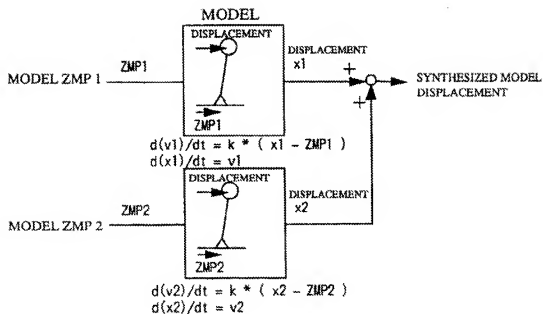 MODEL
DISPLACEMENT
DISPLACEMENT
MODEL ZMP 1
ZMP1
x1
+
+
SYNTHESIZED MODEL
DISPLACEMENT
ZMP1
d(v1)/dt = k * ( x1 - ZMP1 )
d(x1)/dt = v1
DISPLACEMENT
DISPLACEMENT
MODEL ZMP 2
ZMP2
x2
ZMP2
d(v2)/dt = k * ( x2 - ZMP2 )
d(x2)/dt = v2